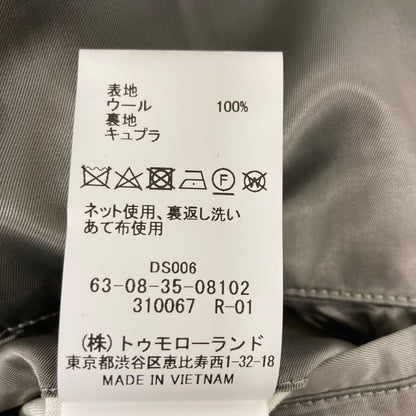 表地
ウール 100%
裏地
キュプラ
ネット使用、裏返し洗い
あて布使用
DS006
63-08-35-08102
310067 R-01
(株) トゥモローランド
東京都渋谷区恵比寿西1-32-18
MADE IN VIETNAM